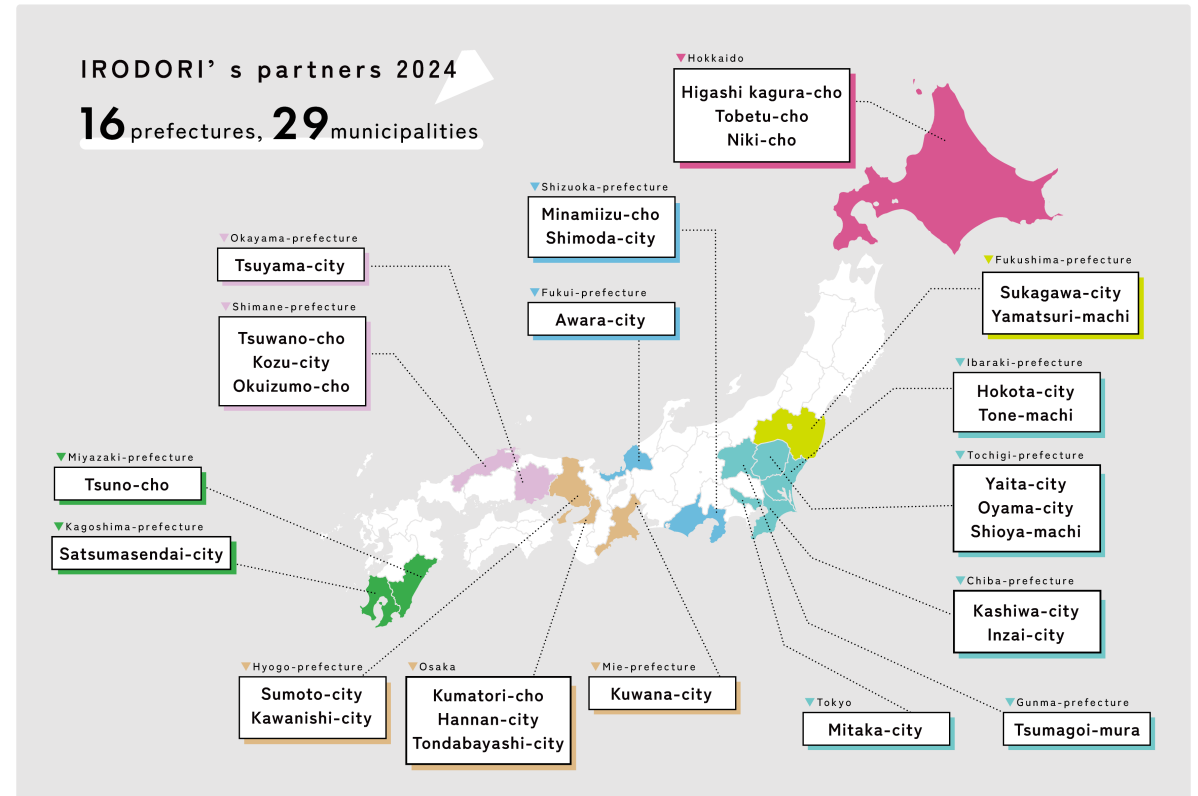 IRODORI’ s partners 2024
16 prefectures, 29 municipalities
▼Hokkaido
Higashi kagura-cho
Tobetu-cho
Niki-cho
▼Shizuoka-prefecture
Minamiizu-cho
Shimoda-city
▼Okayama-prefecture
Tsuyama-city
▼Fukushima-prefecture
Sukagawa-city
Yamatsuri-machi
▼Shimane-prefecture
Tsuwano-cho
Kozu-city
Okuizumo-cho
▼Fukui-prefecture
Awara-city
▼Ibaraki-prefecture
Hokota-city
Tone-machi
▼Miyazaki-prefecture
Tsuno-cho
▼Tochigi-prefecture
Yaita-city
Oyama-city
Shioya-machi
▼Kagoshima-prefecture
Satsumasendai-city
▼Chiba-prefecture
Kashiwa-city
Inzai-city
▼Hyogo-prefecture
Sumoto-city
Kawanishi-city
▼Osaka
Kumatori-cho
Hannan-city
Tondabayashi-city
▼Mie-prefecture
Kuwana-city
▼Tokyo
Mitaka-city
▼Gunma-prefecture
Tsumagoi-mura